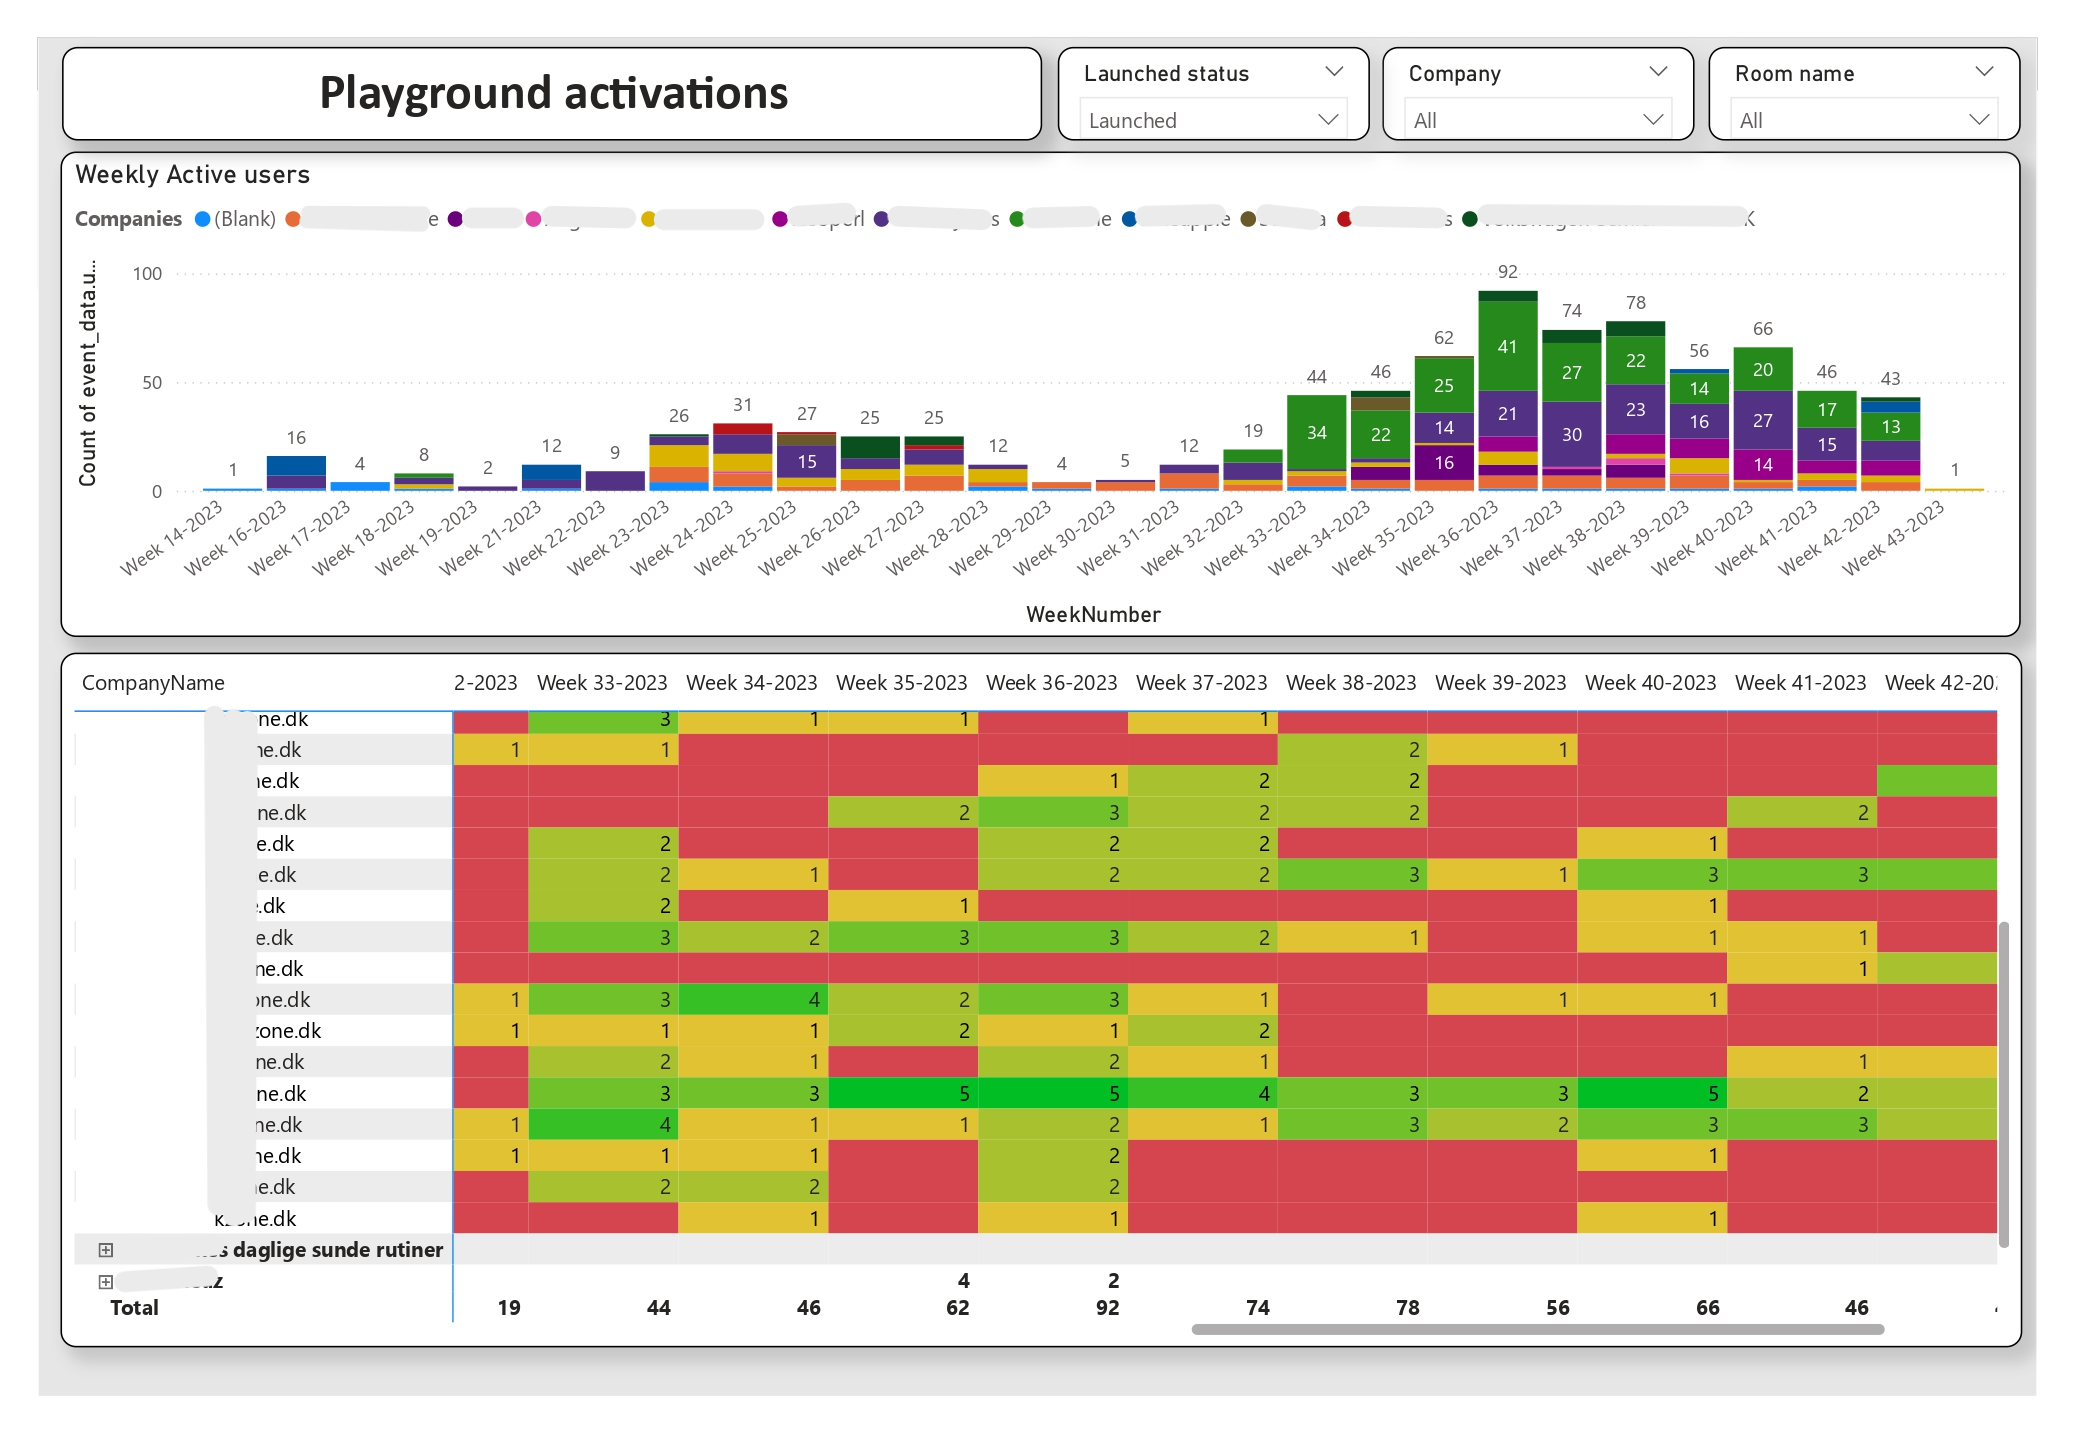 Playground activations
Launched status
Launched
Company
All
Room name
All
Weekly Active users
Companies (Blank)
Count of event_data.u...
100
50
0
1 16 4 8 2 12 9 26 31 27 25 25 12 4 5 12 19 44 46 62 92 74 78 56 66 46 43 1
15
34
22
25 14 16
41 21
27 30
22 23
14 16
20 27 14
17 15
13
Week 14-2023 Week 16-2023 Week 17-2023 Week 18-2023 Week 19-2023 Week 21-2023 Week 22-2023 Week 23-2023 Week 24-2023 Week 25-2023 Week 26-2023 Week 27-2023 Week 28-2023 Week 29-2023 Week 30-2023 Week 31-2023 Week 32-2023 Week 33-2023 Week 34-2023 Week 35-2023 Week 36-2023 Week 37-2023 Week 38-2023 Week 39-2023 Week 40-2023 Week 41-2023 Week 42-2023 Week 43-2023
WeekNumber
CompanyName 2-2023 Week 33-2023 Week 34-2023 Week 35-2023 Week 36-2023 Week 37-2023 Week 38-2023 Week 39-2023 Week 40-2023 Week 41-2023 Week 42-202
ne.dk 3 1 1 1
ne.dk 1 1 2 1
ne.dk 1 2 2
ne.dk 2 3 2 2 2
e.dk 2 2 2 1
e.dk 2 1 2 2 3 1 3 3
.dk 2 1 1
e.dk 3 2 3 3 2 1 1 1
ne.dk 1
one.dk 1 3 4 2 3 1 1 1
zone.dk 1 1 1 2 1 2
ne.dk 2 1 2 1 1
ne.dk 3 3 5 5 4 3 3 5 2
ne.dk 1 4 1 1 2 1 3 2 3 3
ne.dk 1 1 1 2 1
ne.dk 2 2 2
ne.dk 1 1 1
daglige sunde rutiner
4 2
Total 19 44 46 62 92 74 78 56 66 46